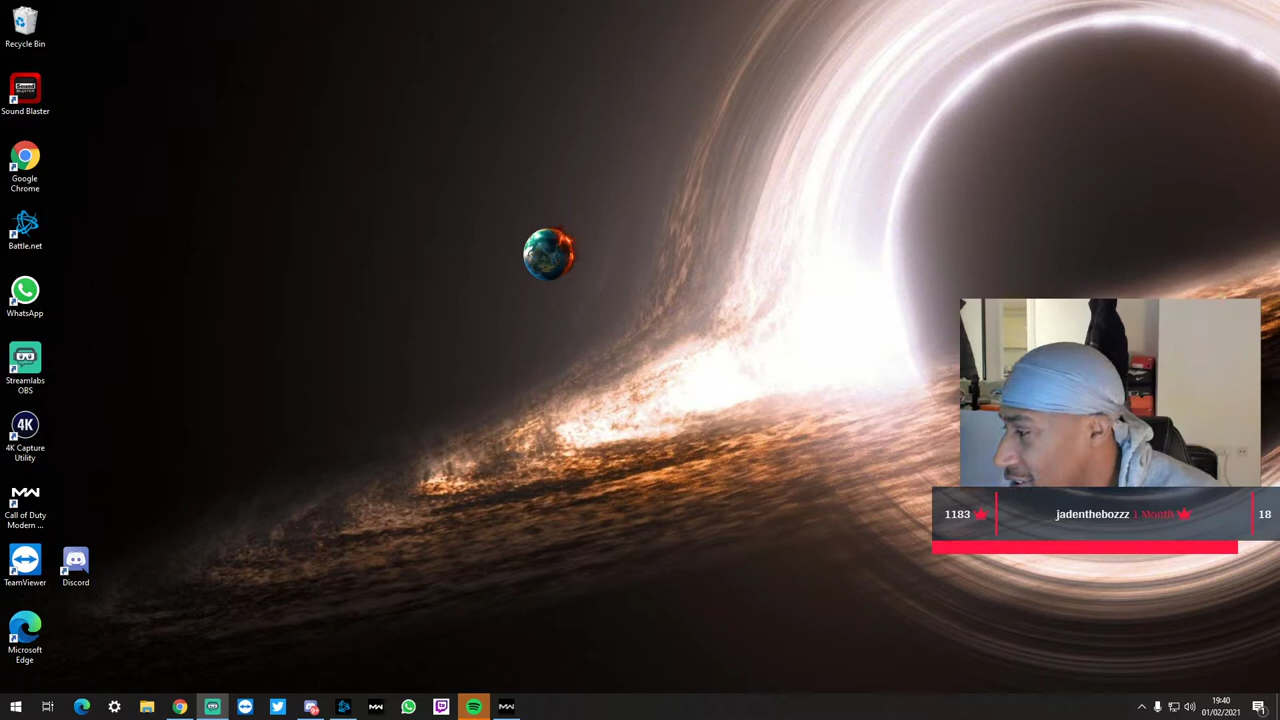 Recycle Bin
Sound Blaster
Google
Chrome
Battle.net
WhatsApp
Streamlabs
OBS
4K
4K Capture
Utility
MW
Call of Duty
Modern ...
TeamViewer
Discord
Microsoft
Edge
1183
jadenthebozzz 1 Month
18
19:40
01/02/2021